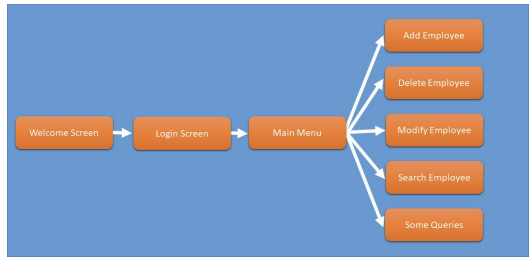 Add Employee
Delete Employee
Welcome Screen
Login Screen
Main Menu
Modify Employee
Search Employee
Some Queries